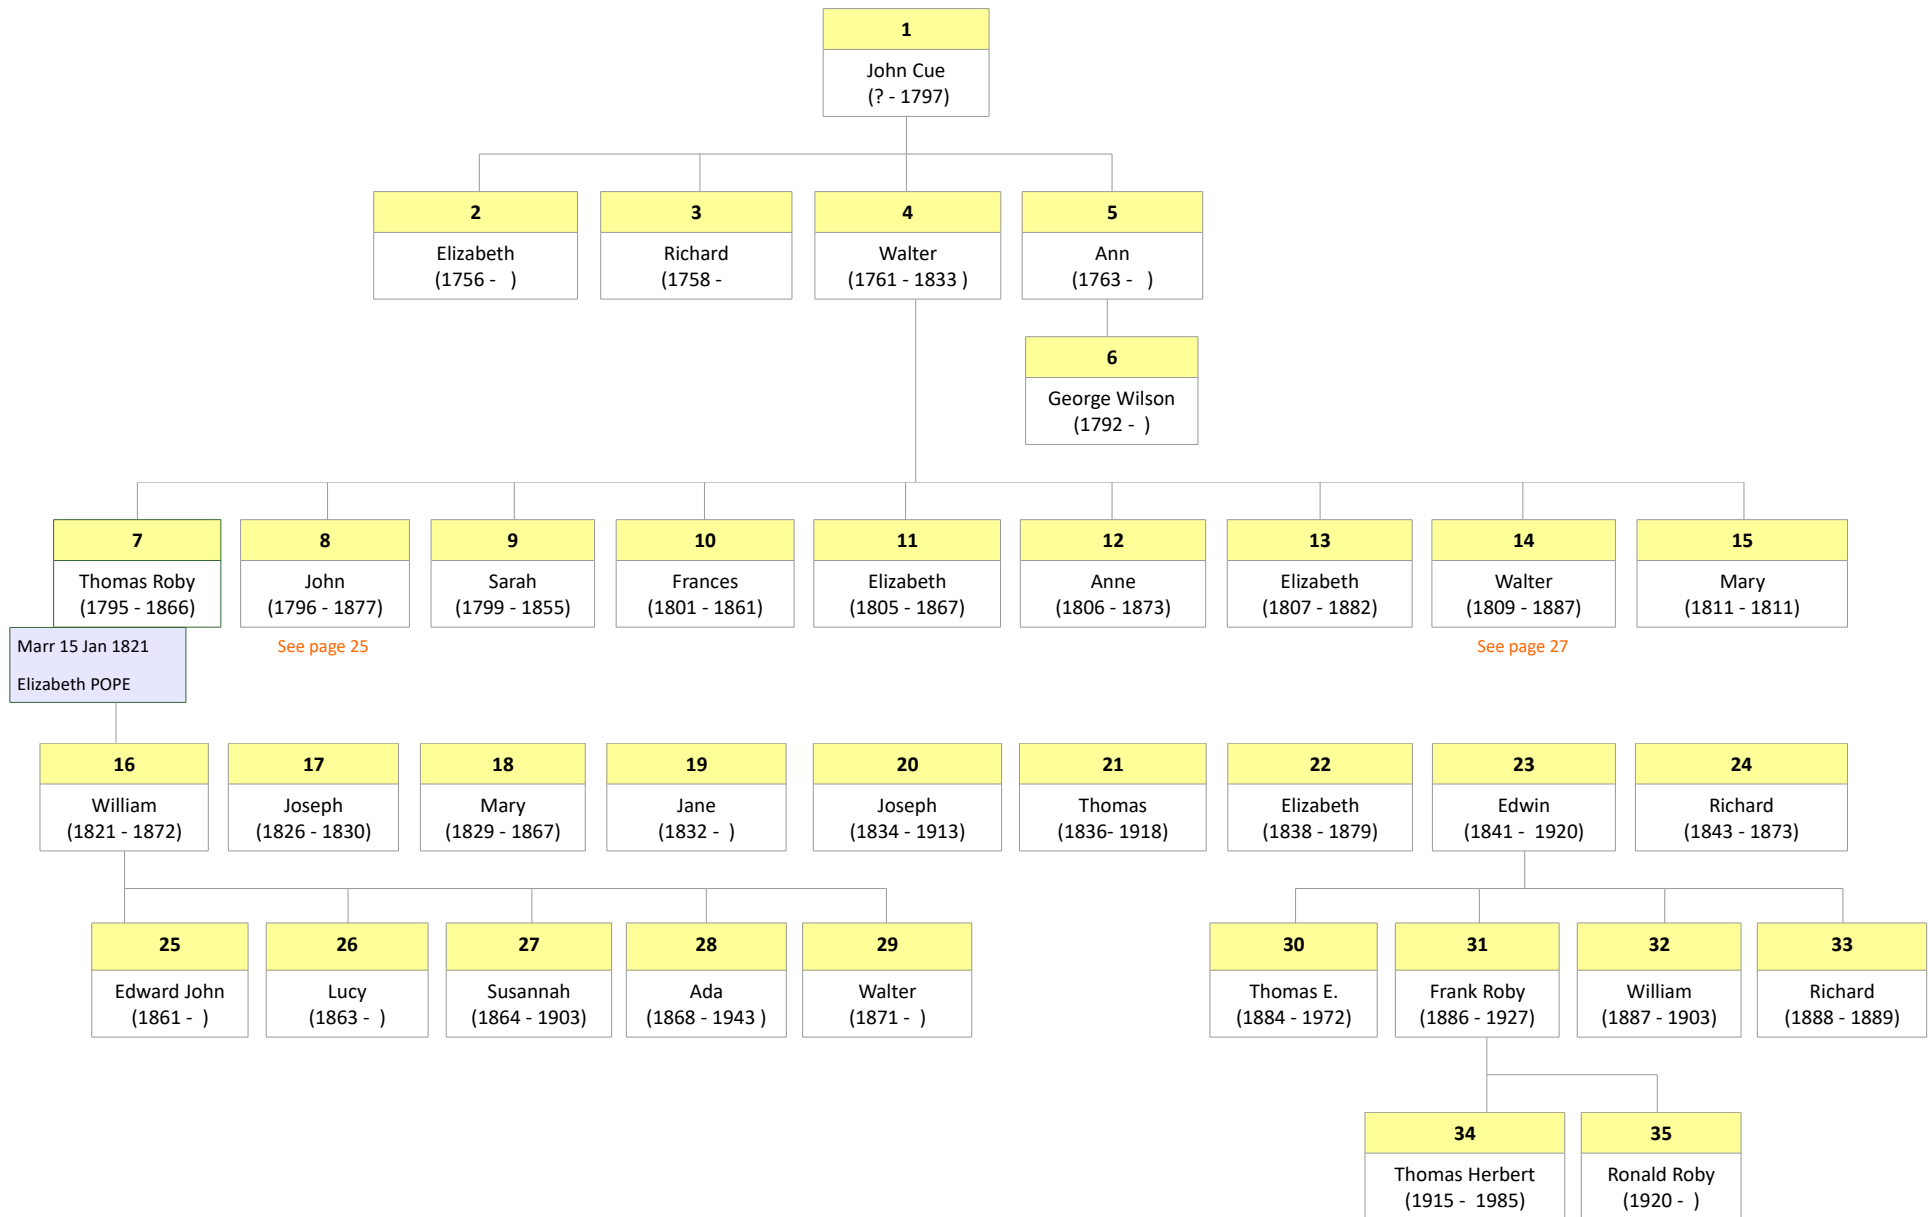 1
John Cue
(? - 1797)
2
Elizabeth
(1756 -   )
3
Richard
(1758 -
4
Walter
(1761 - 1833 )
5
Ann
(1763 -   )
6
George Wilson
(1792 -  )
7
Thomas Roby
(1795 - 1866)
8
John
(1796 - 1877)
9
Sarah
(1799 - 1855)
10
Frances
(1801 - 1861)
11
Elizabeth
(1805 - 1867)
12
Anne
(1806 - 1873)
13
Elizabeth
(1807 - 1882)
14
Walter
(1809 - 1887)
15
Mary
(1811 - 1811)
Marr 15 Jan 1821
Elizabeth POPE
See page 25
See page 27
16
William
(1821 - 1872)
17
Joseph
(1826 - 1830)
18
Mary
(1829 - 1867)
19
Jane
(1832 -  )
20
Joseph
(1834 - 1913)
21
Thomas
(1836- 1918)
22
Elizabeth
(1838 - 1879)
23
Edwin
(1841 -  1920)
24
Richard
(1843 - 1873)
25
Edward John
(1861 -  )
26
Lucy
(1863 -  )
27
Susannah
(1864 - 1903)
28
Ada
(1868 - 1943 )
29
Walter
(1871 -  )
30
Thomas E.
(1884 - 1972)
31
Frank Roby
(1886 - 1927)
32
William
(1887 - 1903)
33
Richard
(1888 - 1889)
34
Thomas Herbert
(1915 -  1985)
35
Ronald Roby
(1920 -  )